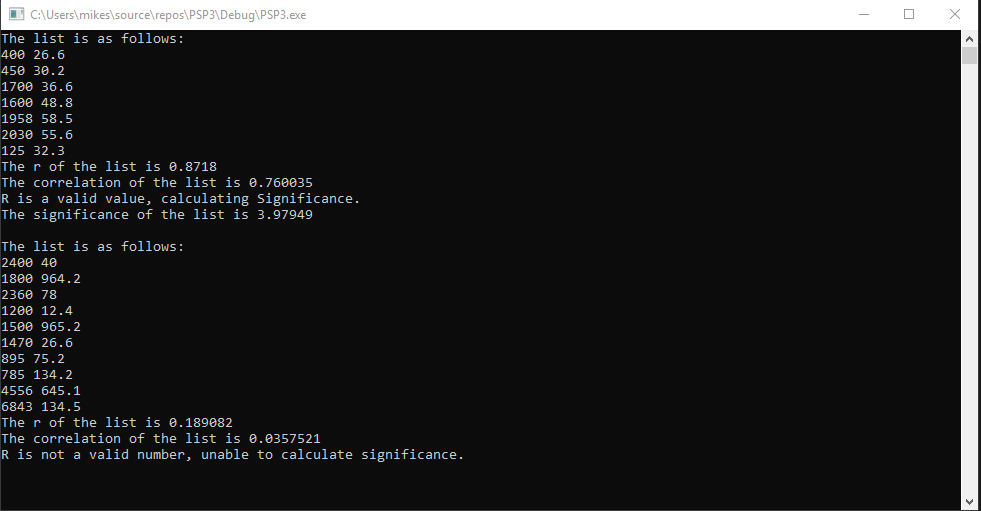 C:\Users\mikes\source\repos\PSP3\Debug\PSP3.exe
The list is as follows:
400 26.6
450 30.2
1700 36.6
1600 48.8
1958 58.5
2030 55.6
125 32.3
The r of the list is 0.8718
The correlation of the list is 0.760035
R is a valid value, calculating Significance.
The significance of the list is 3.97949
The list is as follows:
2400 40
1800 964.2
2360 78
1200 12.4
1500 965.2
1470 26.6
895 75.2
785 134.2
4556 645.1
6843 134.5
The r of the list is 0.189082
The correlation of the list is 0.0357521
R is not a valid number, unable to calculate significance.